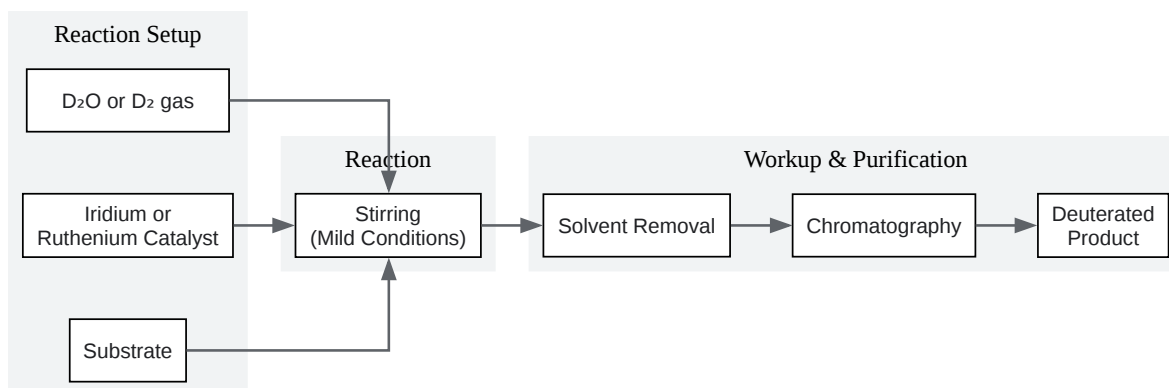 Reaction Setup
D₂O or D₂ gas
Iridium or
Ruthenium Catalyst
Substrate
Reaction
Stirring
(Mild Conditions)
Workup & Purification
Solvent Removal
Chromatography
Deuterated
Product